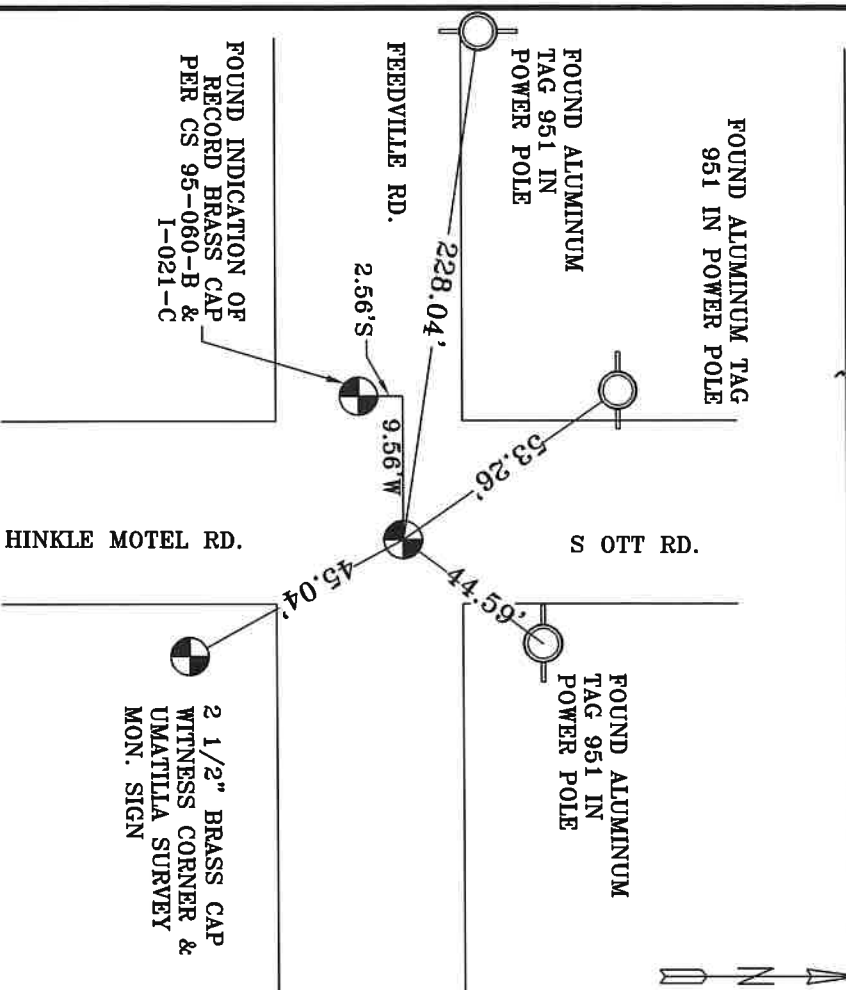 FOUND ALUMINUM TAG
951 IN POWER POLE
FOUND ALUMINUM
TAG 951 IN
POWER POLE
FEEDVILLE RD.
FOUND INDICATION OF
RECORD BRASS CAP
PER CS 95-060-B &
I-021-C
228.04'
2.56'S
9.56'W
53.26'
44.59'
45.04'
HINKLE MOTEL RD.
S OTT RD.
FOUND ALUMINUM
TAG 951 IN
POWER POLE
2 1/2" BRASS CAP
WITNESS CORNER &
UMATILLA SURVEY
MON. SIGN
N